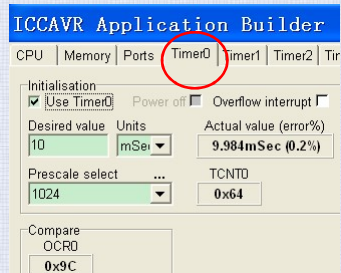 ICCAVR Application Builder
CPU Memory Ports Timer0 Timer1 Timer2
Initialisation
Use Timer0 Power off Overflow interrupt
Desired value Units Actual value (error%)
10 mSec 9.984mSec (0.2%)
Prescale select ... TCNT0
1024 0x64
Compare
OCR0
0x9C